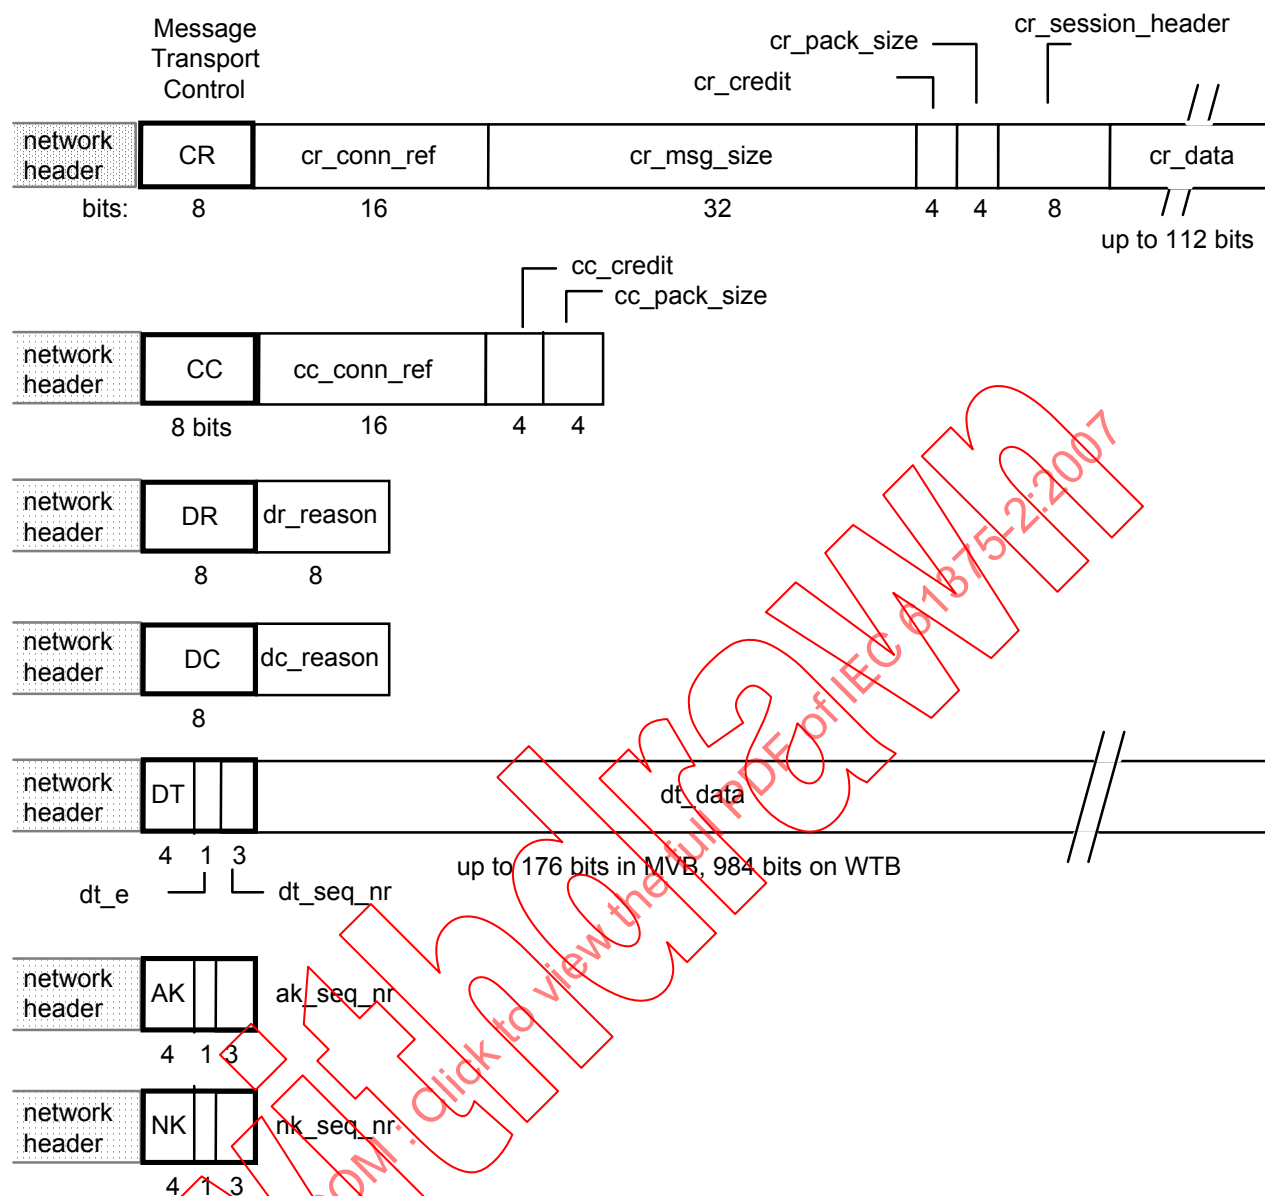 Message
Transport
Control
cr_session_header
cr_pack_size
cr_credit
network
header
CR
cr_conn_ref
cr_msg_size
cr_data
bits:
8
16
32
4
4
8
up to 112 bits
cc_credit
cc_pack_size
network
header
CC
cc_conn_ref
8 bits
16
4
4
network
header
DR
dr_reason
8
8
network
header
DC
dc_reason
8
network
header
DT
dt_data
4
1
3
up to 176 bits in MVB, 984 bits on WTB
dt_e
dt_seq_nr
network
header
AK
ak_seq_nr
4
1
3
network
header
NK
nk_seq_nr
4
1
3
OM : Click to view the full PDF of IEC 61375-2:2007
thdrawn